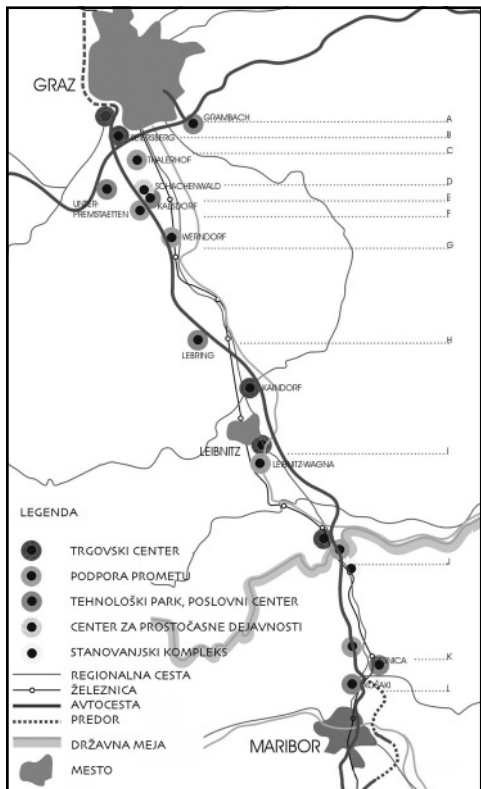 GRAZ
GRAMBACH
A
B
C
THALERHOF
SCHACHENWALD
D
E
KALSDORF
UNTER-
PREMSTAETTEN
F
WERNDORF
G
H
LEBRING
KAINDORF
LEIBNITZ
I
LEIBNITZ-WAGNA
LEGENDA
TRGOVSKI CENTER
PODPORA PROMETU
J
TEHNOLOŠKI PARK, POSLOVNI CENTER
CENTER ZA PROSTOČASNE DEJAVNOSTI
STANOVANJSKI KOMPLEKS
K
REGIONALNA CESTA
ŽELEZNICA
L
AVTOCESTA
PREDOR
DRŽAVNA MEJA
MARIBOR
MESTO